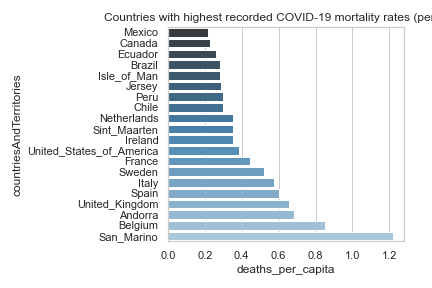 Countries with highest recorded COVID-19 mortality rates (per
Mexico
Canada
Ecuador
Brazil
Isle_of_Man
Jersey
Peru
Chile
Netherlands
Sint_Maarten
Ireland
United_States_of_America
France
Sweden
Italy
Spain
United_Kingdom
Andorra
Belgium
San_Marino
countriesAndTerritories
0.0 0.2 0.4 0.6 0.8 1.0 1.2
deaths_per_capita